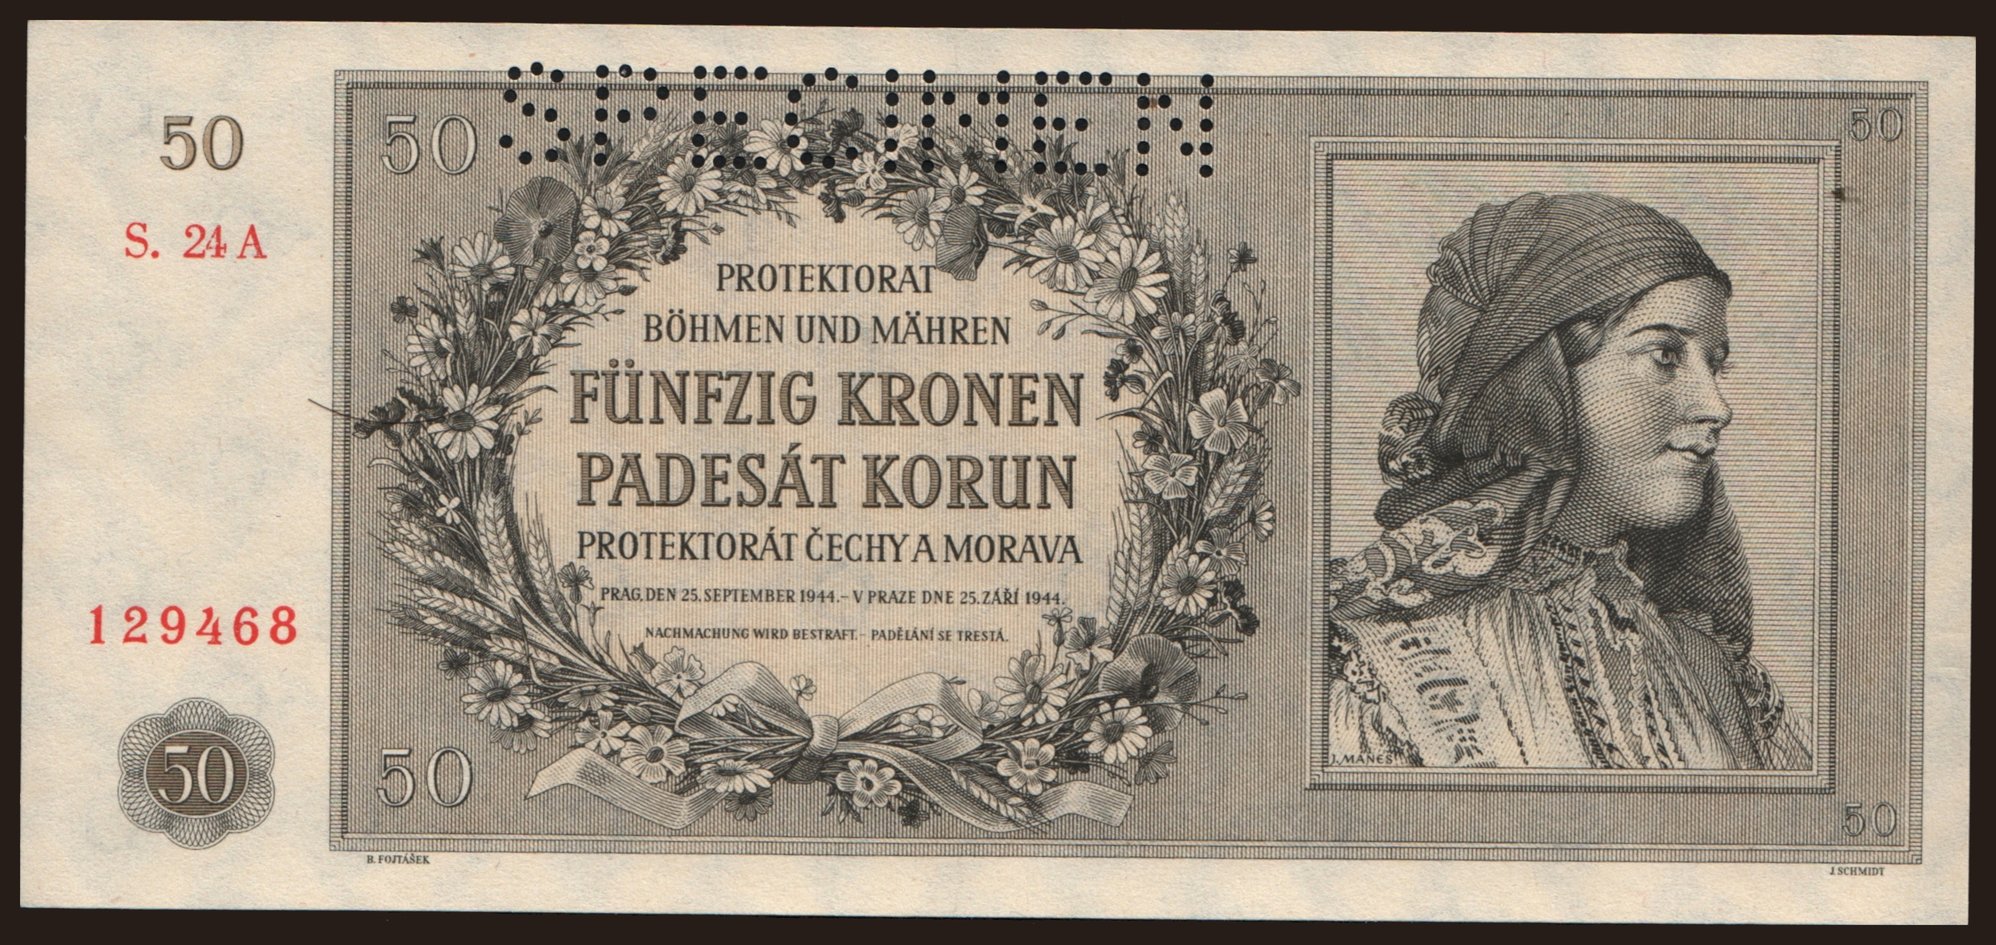 SPECIMEN
50
50
50
S. 24 A
PROTEKTORAT
BÖHMEN UND MÄHREN
FÜNFZIG KRONEN
PADESÁT KORUN
PROTEKTORÁT ČECHY A MORAVA
PRAG, DEN 25. SEPTEMBER 1944. – V PRAZE DNE 25. ZÁŘÍ 1944.
NACHMACHUNG WIRD BESTRAFT. – PADĚLÁNÍ SE TRESTÁ.
129468
50
50
J. MÁNES
50
B. FOJTÁŠEK
J. SCHMIDT